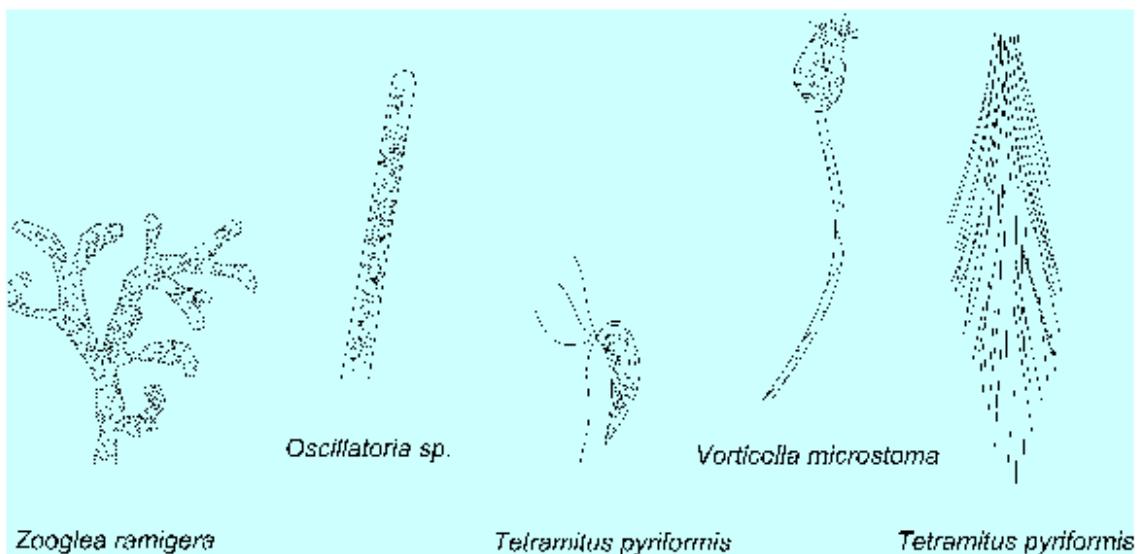 Oscillatoria sp.
Vorticella microstoma
Zooglea ramigera
Tetramitus pyriformis
Tetramitus pyriformis